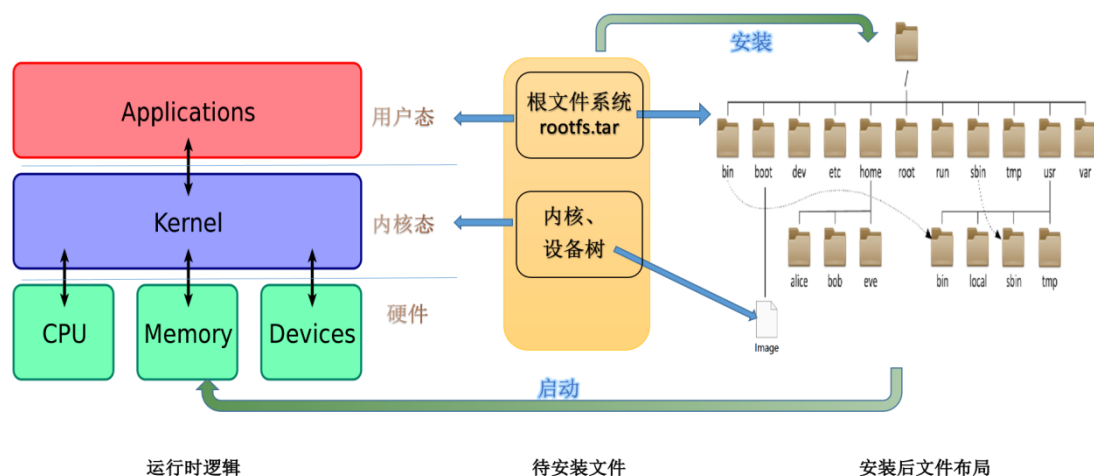 安装
/
Applications
用户态
根文件系统
rootfs.tar
bin
boot
dev
etc
home
root
run
sbin
tmp
usr
var
Kernel
内核态
内核、
设备树
alice
bob
eve
bin
local
sbin
tmp
CPU
Memory
Devices
硬件
Image
启动
运行时逻辑
待安装文件
安装后文件布局